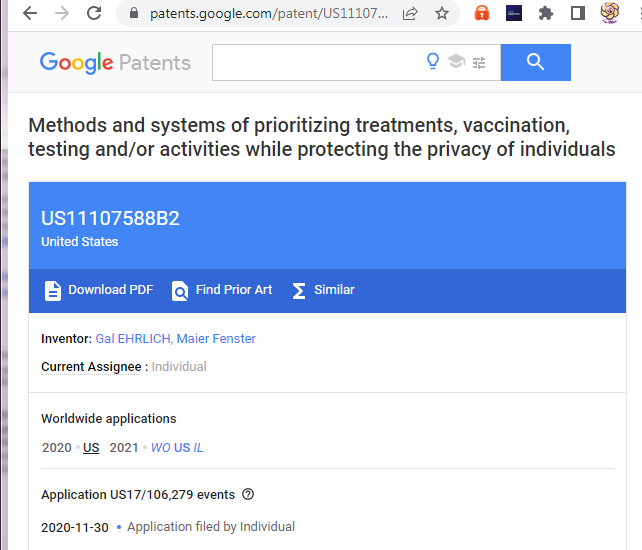 patents.google.com/patent/US11107...
Google Patents
Methods and systems of prioritizing treatments, vaccination,
testing and/or activities while protecting the privacy of individuals
US11107588B2
United States
Download PDF Find Prior Art Similar
Inventor: Gal EHRLICH, Maier Fenster
Current Assignee : Individual
Worldwide applications
2020 • US 2021 • WO US IL
Application US17/106,279 events
2020-11-30 • Application filed by Individual